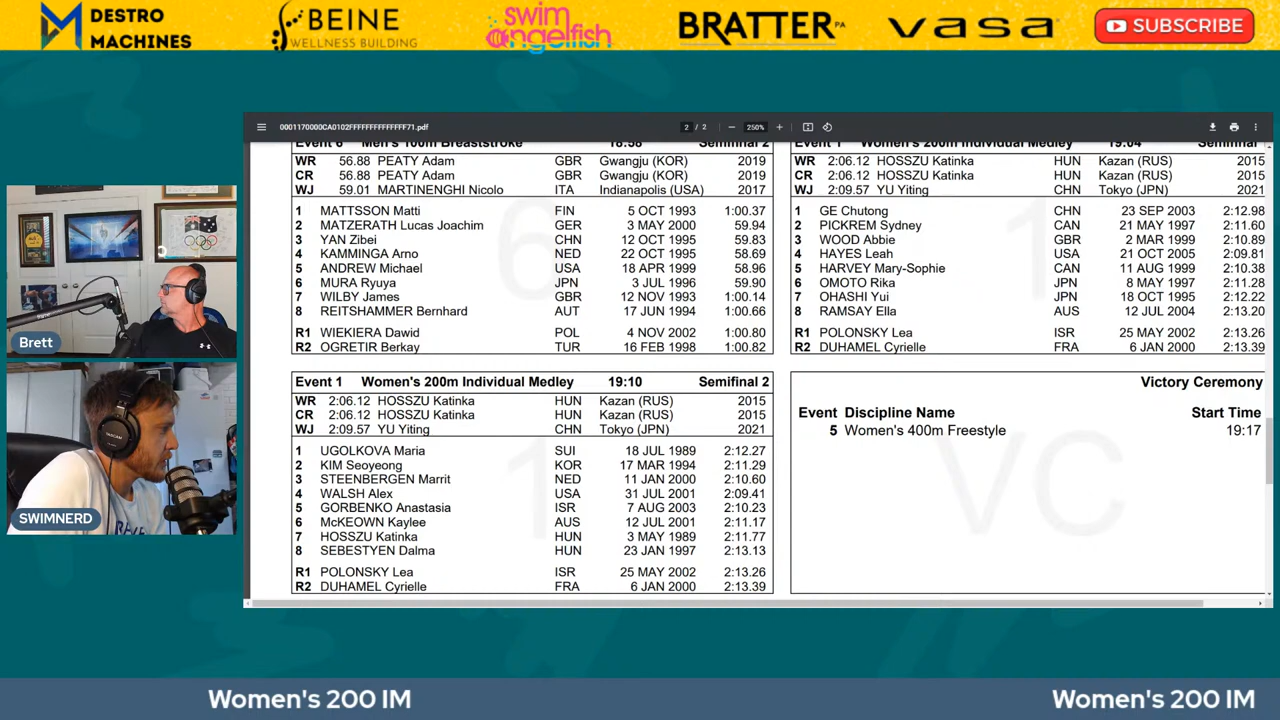 DESTRO
MACHINES
BEINE
WELLNESS BUILDING
swim
angelfish
BRATTER PA
vasa
SUBSCRIBE
0001170000CA0102FFFFFFFFFFFFFF71.pdf
2 / 2
250%
Event 6 Men's 100m Breaststroke 18:58 Semifinal 2
WR 56.88 PEATY Adam GBR Gwangju (KOR) 2019
CR 56.88 PEATY Adam GBR Gwangju (KOR) 2019
WJ 59.01 MARTINENGHI Nicolo ITA Indianapolis (USA) 2017
1 MATTSSON Matti FIN 5 OCT 1993 1:00.37
2 MATZERATH Lucas Joachim GER 3 MAY 2000 59.94
3 YAN Zibei CHN 12 OCT 1995 59.83
4 KAMMINGA Arno NED 22 OCT 1995 58.69
5 ANDREW Michael USA 18 APR 1999 58.96
6 MURA Ryuya JPN 3 JUL 1996 59.90
7 WILBY James GBR 12 NOV 1993 1:00.14
8 REITSHAMMER Bernhard AUT 17 JUN 1994 1:00.66
R1 WIEKIERA Dawid POL 4 NOV 2002 1:00.80
R2 OGRETIR Berkay TUR 16 FEB 1998 1:00.82
Event 1 Women's 200m Individual Medley 19:04 Semifinal
WR 2:06.12 HOSSZU Katinka HUN Kazan (RUS) 2015
CR 2:06.12 HOSSZU Katinka HUN Kazan (RUS) 2015
WJ 2:09.57 YU Yiting CHN Tokyo (JPN) 2021
1 GE Chutong CHN 23 SEP 2003 2:12.98
2 PICKREM Sydney CAN 21 MAY 1997 2:11.60
3 WOOD Abbie GBR 2 MAR 1999 2:10.89
4 HAYES Leah USA 21 OCT 2005 2:09.81
5 HARVEY Mary-Sophie CAN 11 AUG 1999 2:10.38
6 OMOTO Rika JPN 8 MAY 1997 2:11.28
7 OHASHI Yui JPN 18 OCT 1995 2:12.22
8 RAMSAY Ella AUS 12 JUL 2004 2:13.20
R1 POLONSKY Lea ISR 25 MAY 2002 2:13.26
R2 DUHAMEL Cyrielle FRA 6 JAN 2000 2:13.39
Event 1 Women's 200m Individual Medley 19:10 Semifinal 2
WR 2:06.12 HOSSZU Katinka HUN Kazan (RUS) 2015
CR 2:06.12 HOSSZU Katinka HUN Kazan (RUS) 2015
WJ 2:09.57 YU Yiting CHN Tokyo (JPN) 2021
1 UGOLKOVA Maria SUI 18 JUL 1989 2:12.27
2 KIM Seoyeong KOR 17 MAR 1994 2:11.29
3 STEENBERGEN Marrit NED 11 JAN 2000 2:10.60
4 WALSH Alex USA 31 JUL 2001 2:09.41
5 GORBENKO Anastasia ISR 7 AUG 2003 2:10.23
6 McKEOWN Kaylee AUS 12 JUL 2001 2:11.17
7 HOSSZU Katinka HUN 3 MAY 1989 2:11.77
8 SEBESTYEN Dalma HUN 23 JAN 1997 2:13.13
R1 POLONSKY Lea ISR 25 MAY 2002 2:13.26
R2 DUHAMEL Cyrielle FRA 6 JAN 2000 2:13.39
Victory Ceremony
Event Discipline Name Start Time
5 Women's 400m Freestyle 19:17
6
1
1
VC
Brett
SWIMNERD
Women's 200 IM
Women's 200 IM